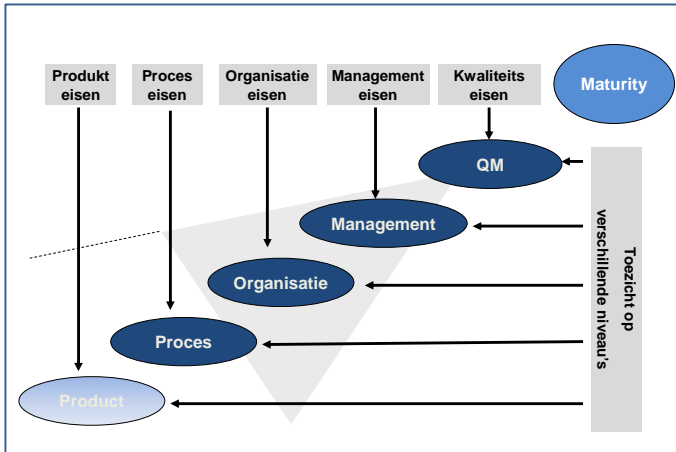 Produkt
eisen
Proces
eisen
Organisatie
eisen
Management
eisen
Kwaliteits
eisen
Maturity
QM
Management
Organisatie
Proces
Product
Toezicht op
verschillende niveau's